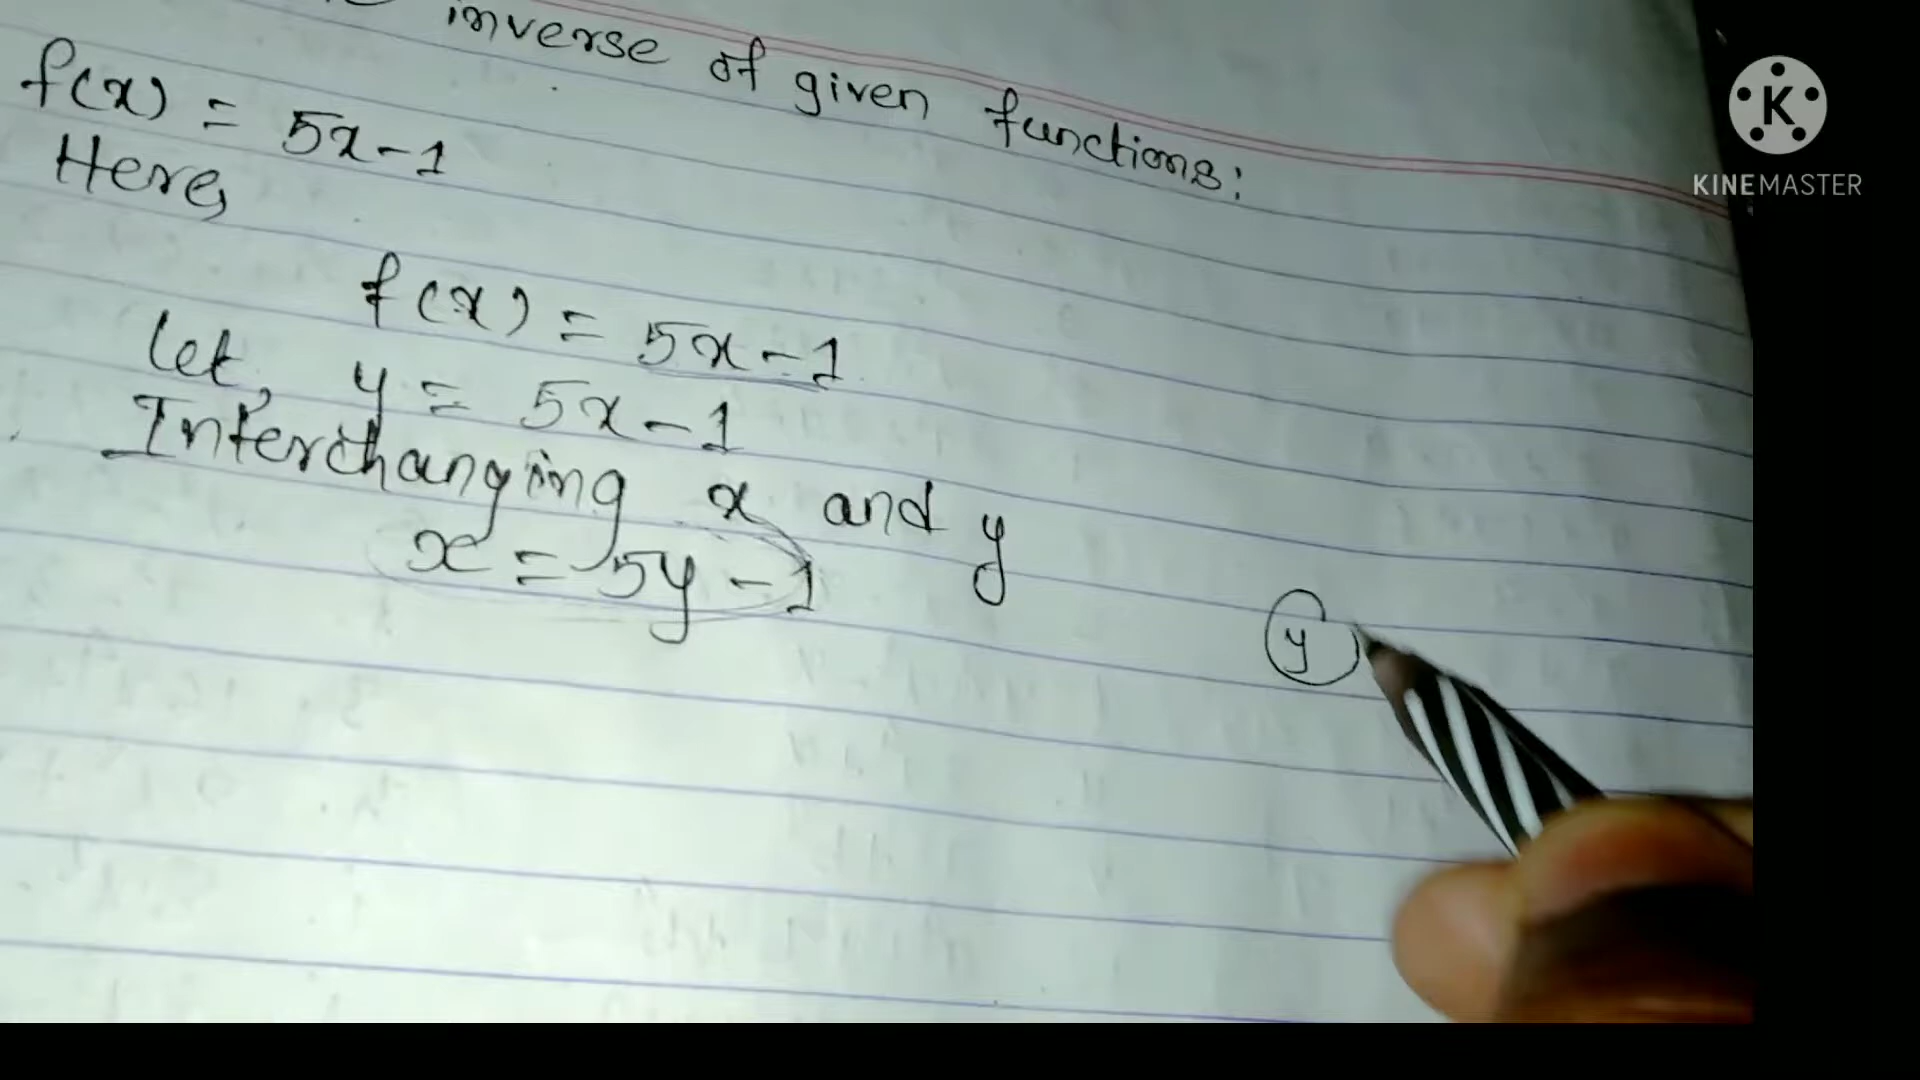 inverse of given functions:
f(x) = 5x-1
Here,
f(x) = 5x-1
Let, y = 5x-1
Interchanging x and y
x = 5y-1
y
K
KINEMASTER